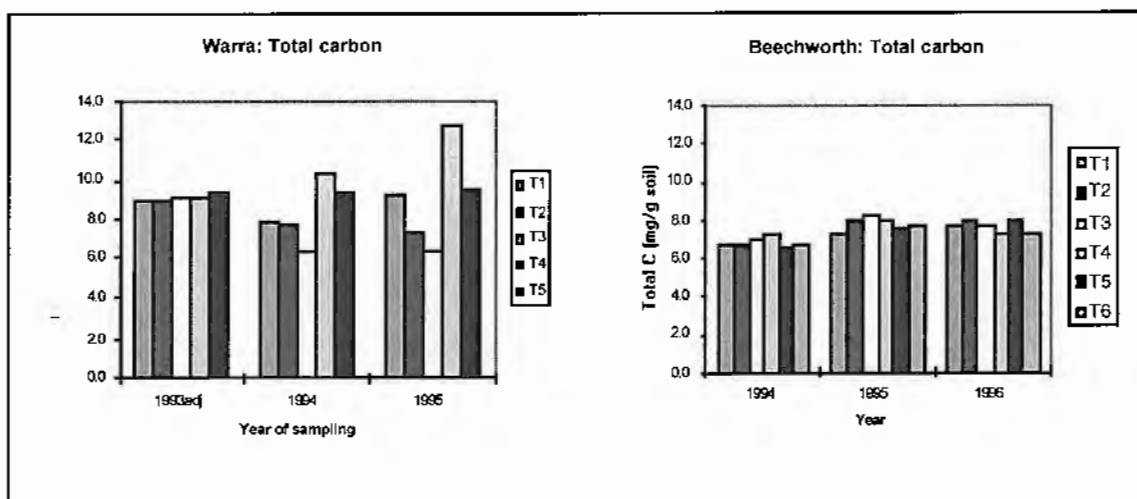 Warra: Total carbon
14,0
12.0
10.0
8.0
6.0
4.0
2.0
0.0
1993adj
1994
1995
Year of sampling
T1
T2
T3
T4
T5
Beechworth: Total carbon
Total C (mg/g soil)
14,0
12.0
10.0
8.0
6.0
4.0
2.0
0.0
1994
1995
1996
Year
T1
T2
T3
T4
T5
T6